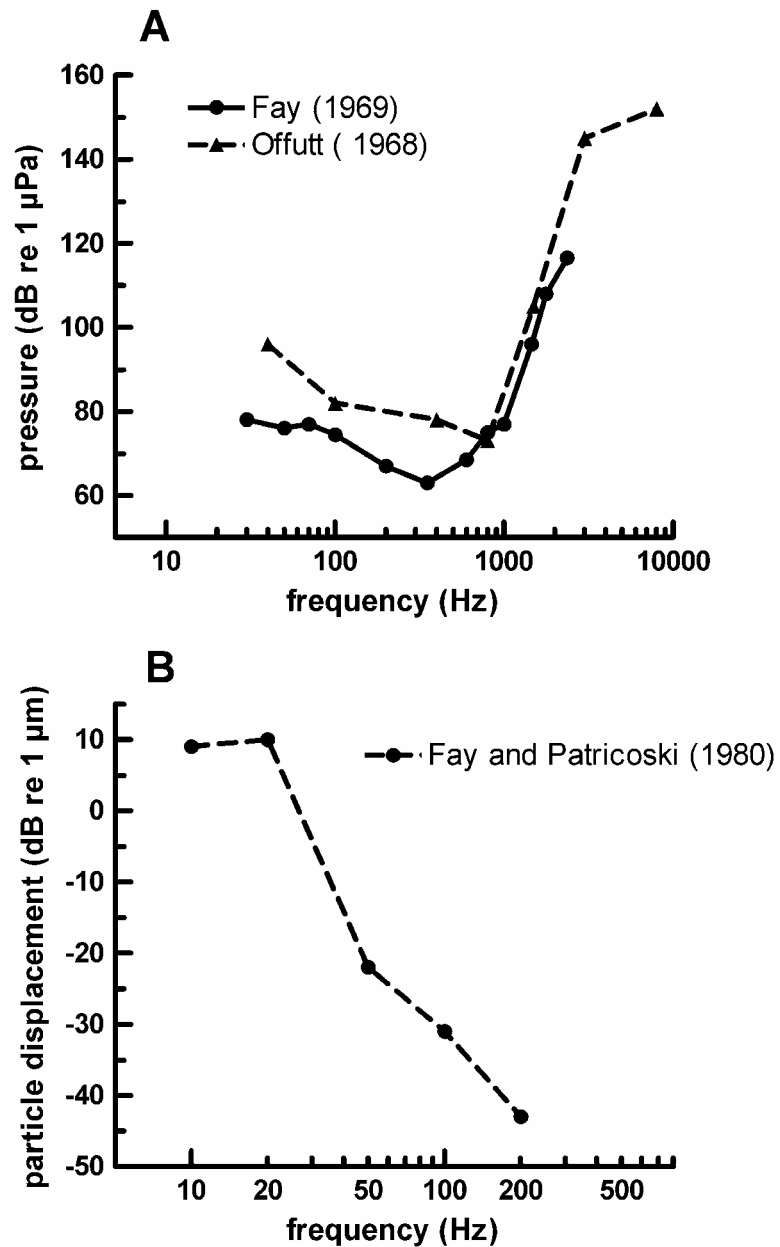 A
160
140
120
100
80
60
pressure (dB re 1 µPa)
Fay (1969)
Offutt ( 1968)
10 100 1000 10000
frequency (Hz)
B
10
0
-10
-20
-30
-40
-50
particle displacement (dB re 1 µm)
Fay and Patricoski (1980)
10 20 50 100 200 500
frequency (Hz)